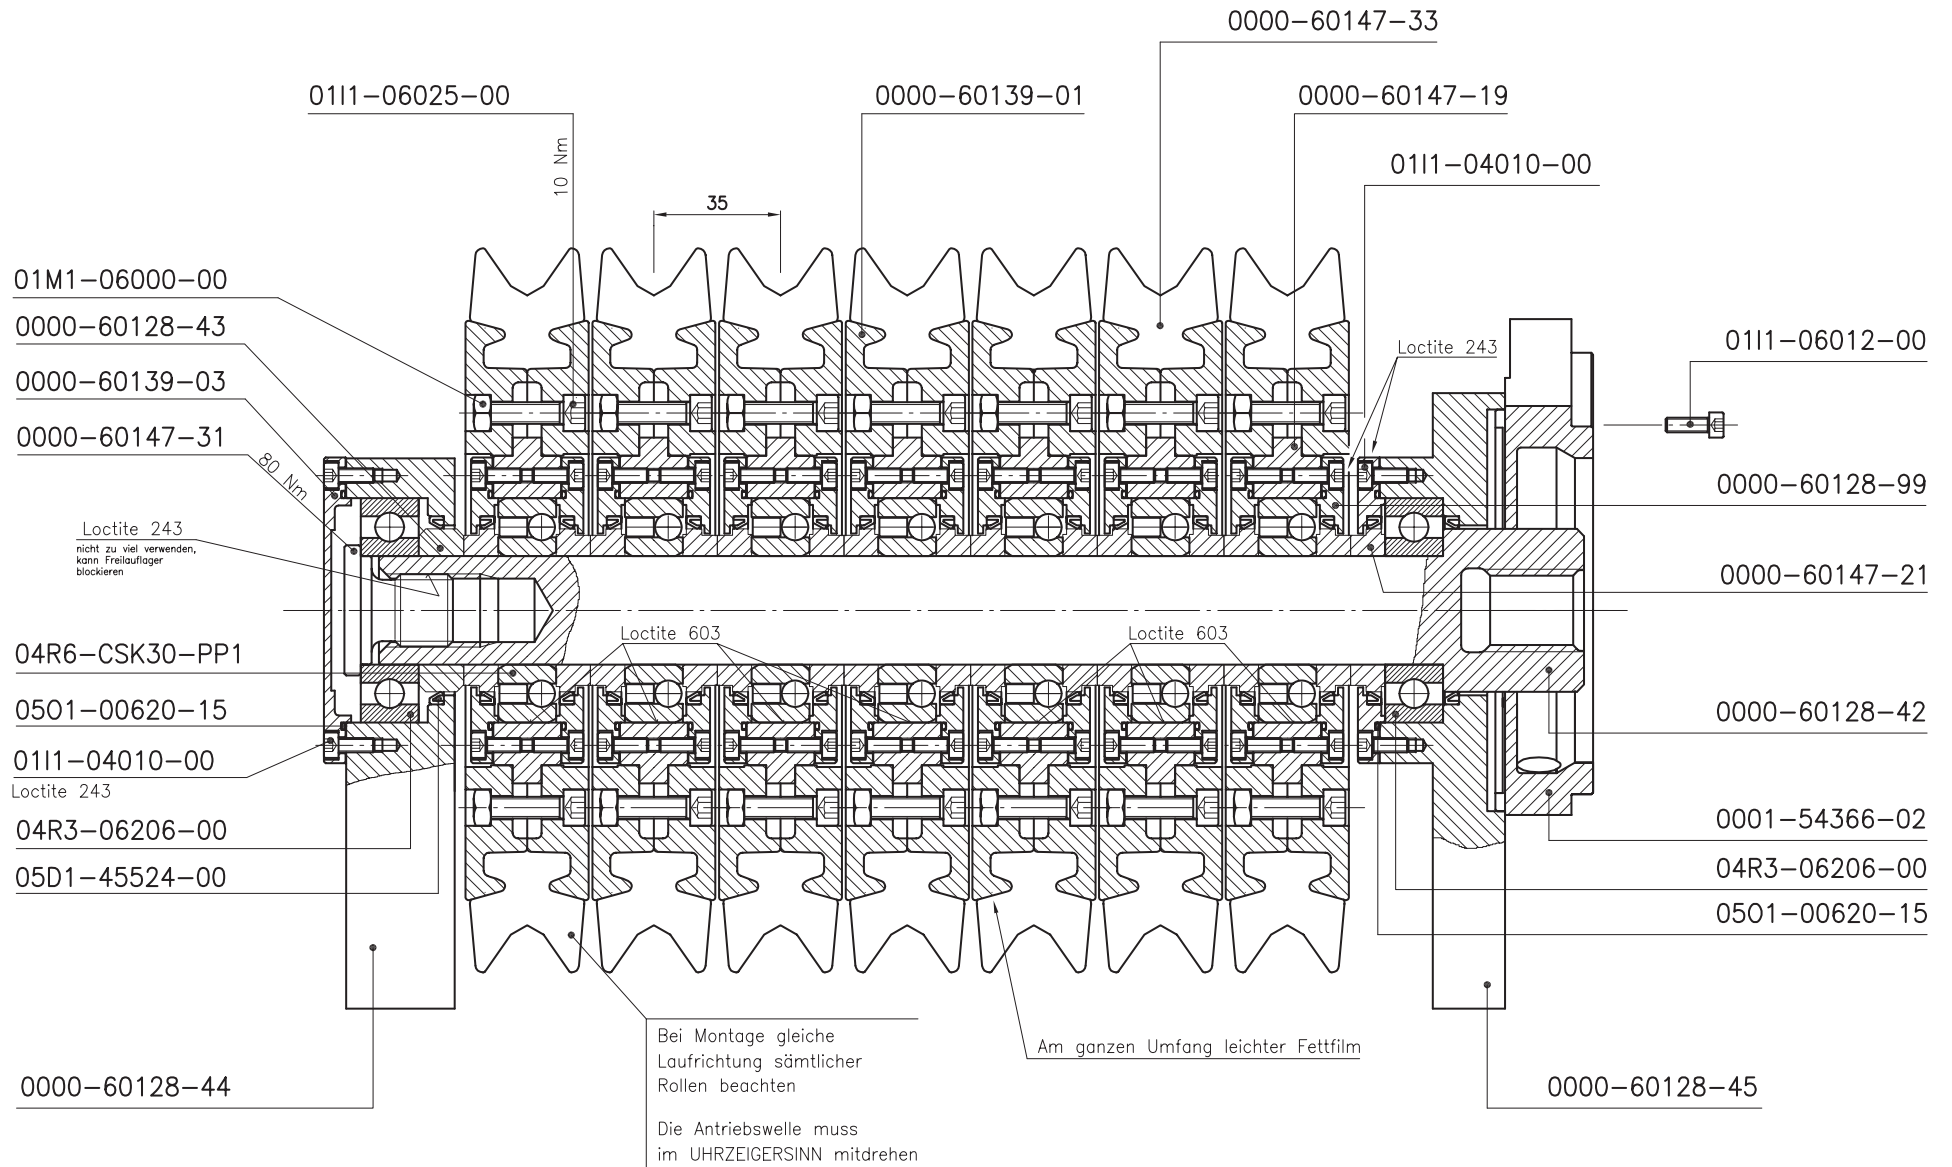 0000-60147-33
01I1-06025-00
0000-60139-01
0000-60147-19
10 Nm
01I1-04010-00
35
01M1-06000-00
0000-60128-43
0000-60139-03
0000-60147-31
80 Nm
Loctite 243
nicht zu viel verwenden,
kann Freilauflager
blockieren
Loctite 243
01I1-06012-00
0000-60128-99
0000-60147-21
Loctite 603
Loctite 603
04R6-CSK30-PP1
05O1-00620-15
01I1-04010-00
Loctite 243
04R3-06206-00
05D1-45524-00
0000-60128-42
0001-54366-02
04R3-06206-00
05O1-00620-15
0000-60128-44
Bei Montage gleiche
Laufrichtung sämtlicher
Rollen beachten
Die Antriebswelle muss
im UHRZEIGERSINN mitdrehen
Am ganzen Umfang leichter Fettfilm
0000-60128-45